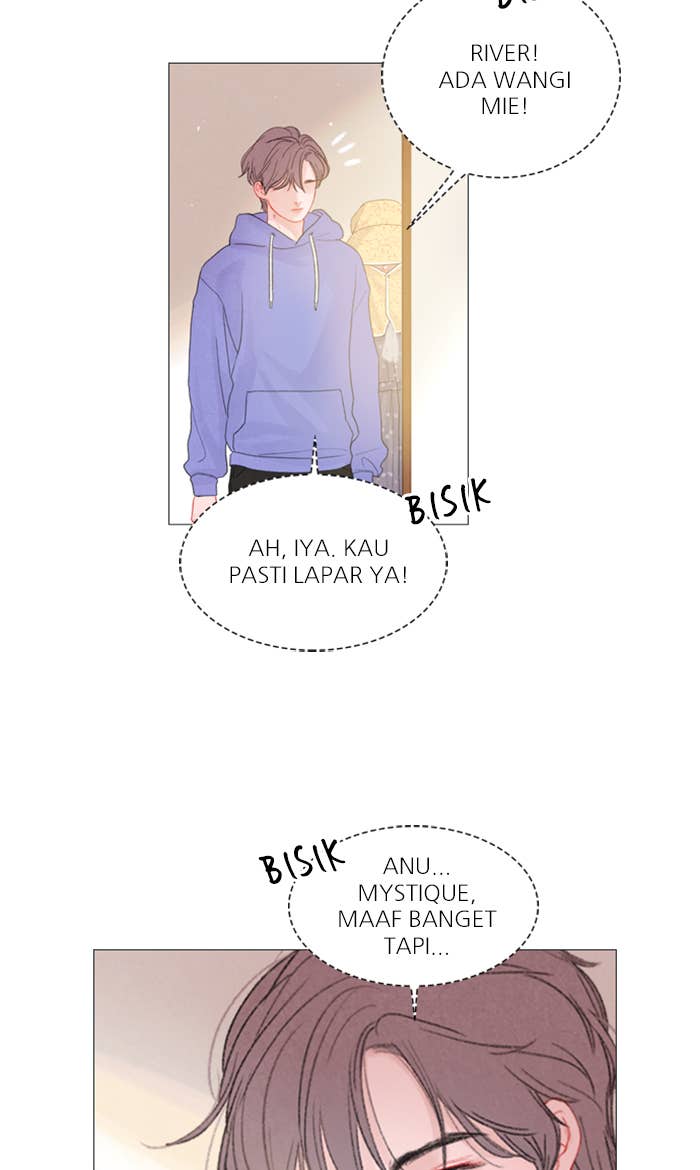 RIVER!
ADA WANGI
MIE!
BISIK
AH, IYA. KAU
PASTI LAPAR YA!
BISIK
ANU...
MYSTIQUE,
MAAF BANGET
TAPI...